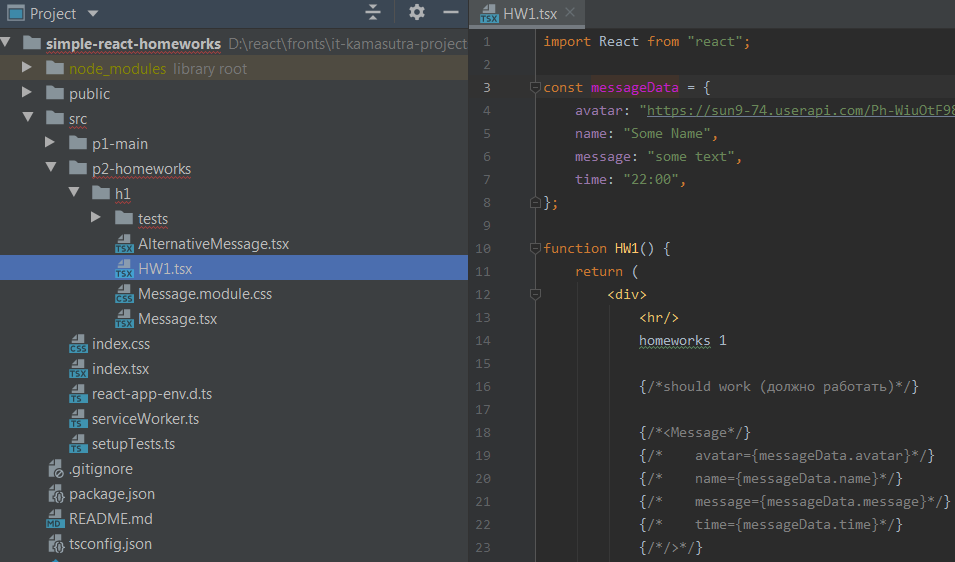 Project
simple-react-homeworks D:\react\fronts\it-kamasutra-project
node_modules library root
public
src
p1-main
p2-homeworks
h1
tests
AlternativeMessage.tsx
HW1.tsx
Message.module.css
Message.tsx
index.css
index.tsx
react-app-env.d.ts
serviceWorker.ts
setupTests.ts
.gitignore
package.json
README.md
tsconfig.json
HW1.tsx
1 import React from "react";
2
3 const messageData = {
4 avatar: "https://sun9-74.userapi.com/Ph-WiuOtF98
5 name: "Some Name",
6 message: "some text",
7 time: "22:00",
8 };
9
10 function HW1() {
11 return (
12 <div>
13 <hr/>
14 homeworks 1
15
16 {/*should work (должно работать)*/}
17
18 {/*<Message*/}
19 {/* avatar={messageData.avatar}*/}
20 {/* name={messageData.name}*/}
21 {/* message={messageData.message}*/}
22 {/* time={messageData.time}*/}
23 {/*/>*/}